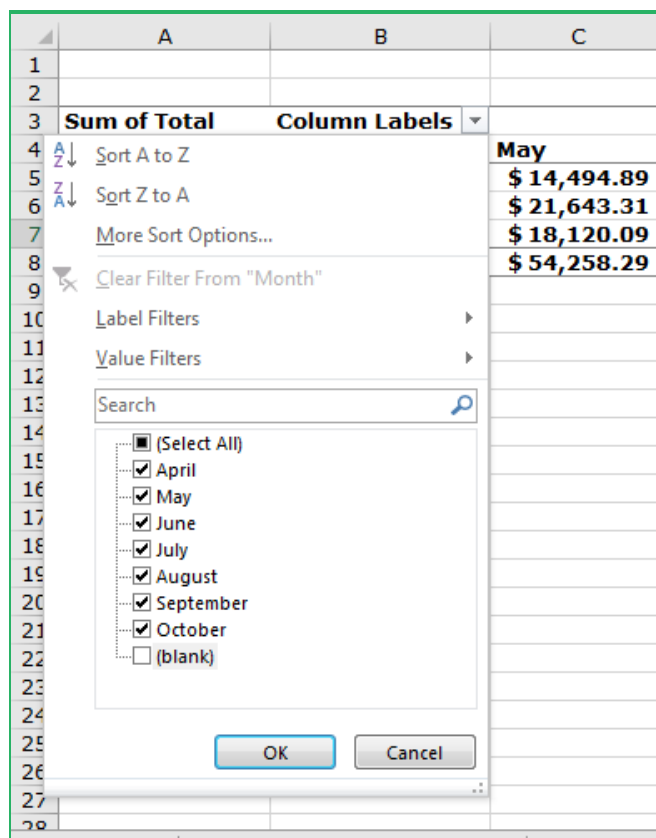 A B C
1
2
3 Sum of Total Column Labels
4 May
5 $ 14,494.89
6 $ 21,643.31
7 $ 18,120.09
8 $ 54,258.29
9
A Z Sort A to Z
Z A Sort Z to A
More Sort Options...
Clear Filter From "Month"
Label Filters
Value Filters
Search
(Select All)
April
May
June
July
August
September
October
(blank)
OK Cancel
10
11
12
13
14
15
16
17
18
19
20
21
22
23
24
25
26
27
28